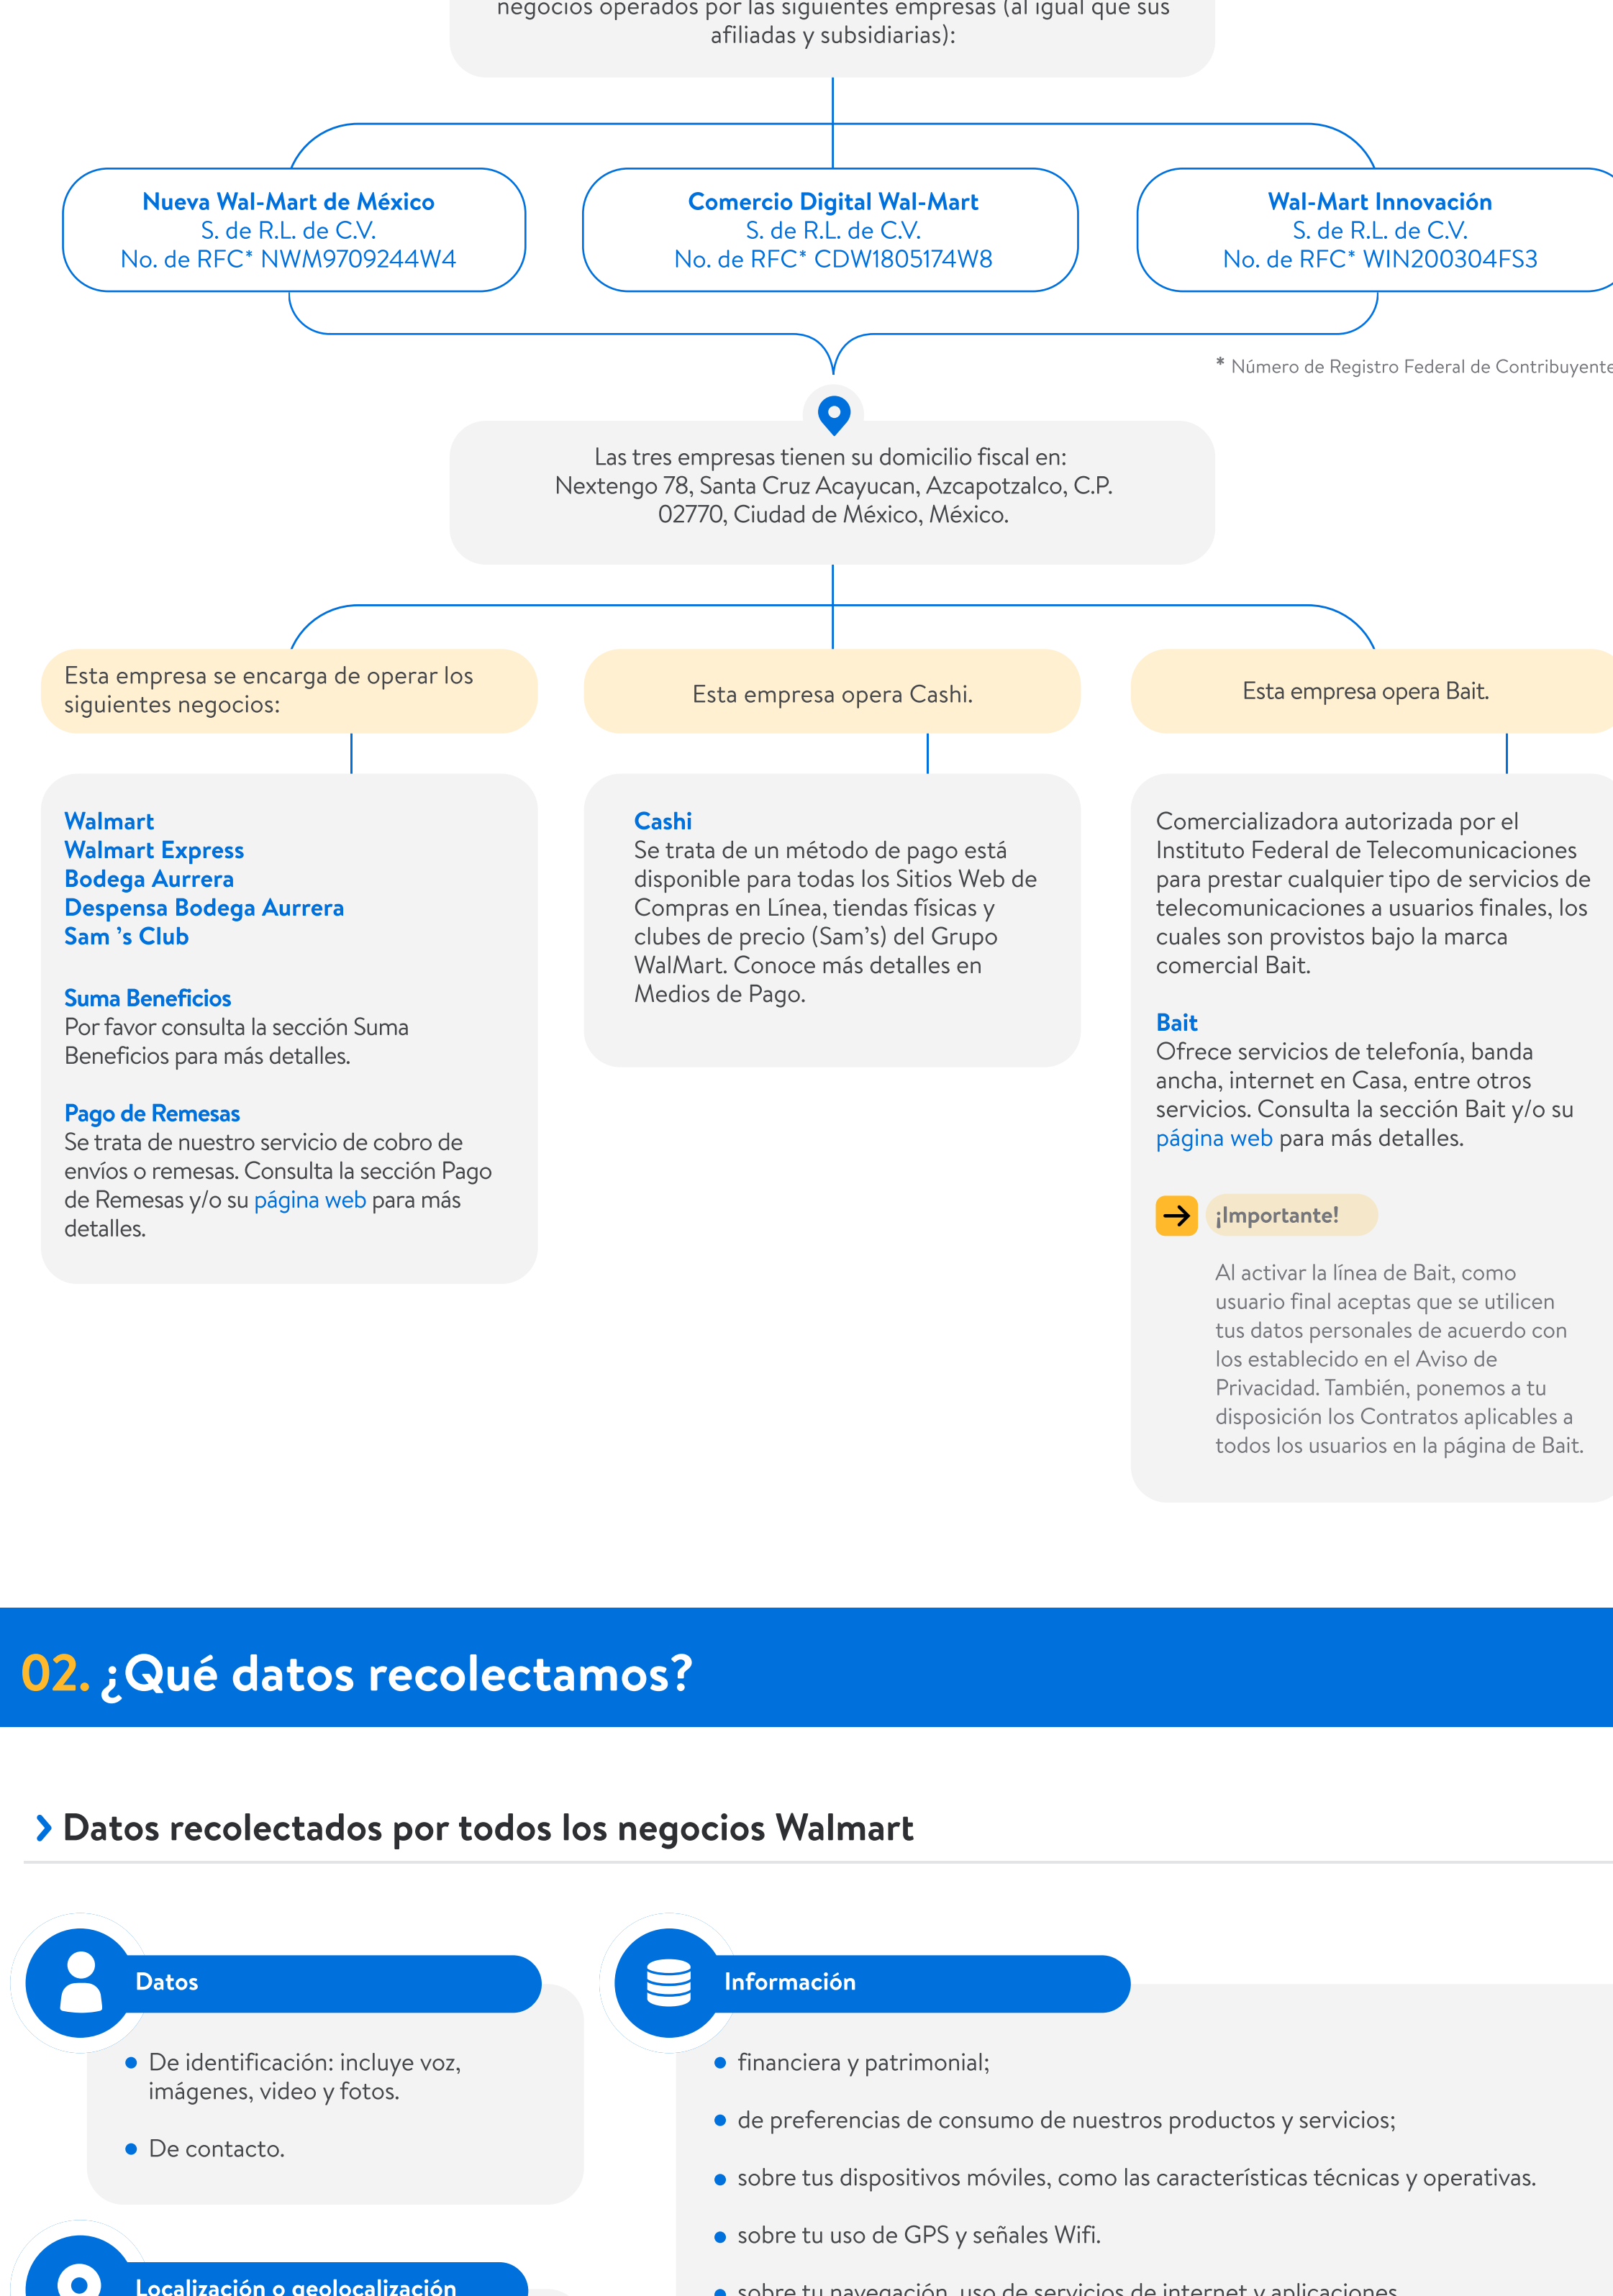 negocios operados por las siguientes empresas (al igual que sus
afiliadas y subsidiarias):
Nueva Wal-Mart de México
S. de R.L. de C.V.
No. de RFC* NWM9709244W4
Comercio Digital Wal-Mart
S. de R.L. de C.V.
No. de RFC* CDW1805174W8
Wal-Mart Innovación
S. de R.L. de C.V.
No. de RFC* WIN200304FS3
* Número de Registro Federal de Contribuyente
Las tres empresas tienen su domicilio fiscal en:
Nextengo 78, Santa Cruz Acayucan, Azcapotzalco, C.P.
02770, Ciudad de México, México.
Esta empresa se encarga de operar los
siguientes negocios:
Walmart
Walmart Express
Bodega Aurrera
Despensa Bodega Aurrera
Sam ’s Club
Suma Beneficios
Por favor consulta la sección Suma
Beneficios para más detalles.
Pago de Remesas
Se trata de nuestro servicio de cobro de
envíos o remesas. Consulta la sección Pago
de Remesas y/o su página web para más
detalles.
Esta empresa opera Cashi.
Cashi
Se trata de un método de pago está
disponible para todas los Sitios Web de
Compras en Línea, tiendas físicas y
clubes de precio (Sam’s) del Grupo
WalMart. Conoce más detalles en
Medios de Pago.
Esta empresa opera Bait.
Comercializadora autorizada por el
Instituto Federal de Telecomunicaciones
para prestar cualquier tipo de servicios de
telecomunicaciones a usuarios finales, los
cuales son provistos bajo la marca
comercial Bait.
Bait
Ofrece servicios de telefonía, banda
ancha, internet en Casa, entre otros
servicios. Consulta la sección Bait y/o su
página web para más detalles.
¡Importante!
Al activar la línea de Bait, como
usuario final aceptas que se utilicen
tus datos personales de acuerdo con
los establecido en el Aviso de
Privacidad. También, ponemos a tu
disposición los Contratos aplicables a
todos los usuarios en la página de Bait.
02. ¿Qué datos recolectamos?
Datos recolectados por todos los negocios Walmart
Datos
De identificación: incluye voz,
imágenes, video y fotos.
De contacto.
Localización o geolocalización
Información
financiera y patrimonial;
de preferencias de consumo de nuestros productos y servicios;
sobre tus dispositivos móviles, como las características técnicas y operativas.
sobre tu uso de GPS y señales Wifi.
sobre tu navegación, uso de servicios de internet y aplicaciones